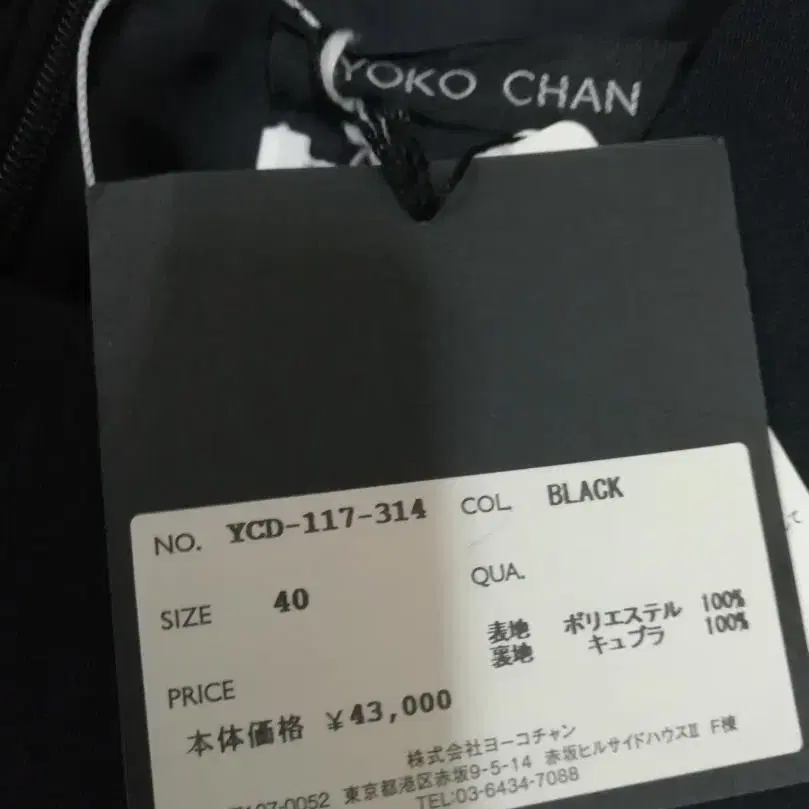 YOKO CHAN
NO. YCD-117-314 COL. BLACK
SIZE 40 QUA.
表地 ポリエステル 100%
裏地 キュプラ 100%
PRICE
本体価格 ¥43,000
株式会社ヨーコチャン
107-0052 東京都港区赤坂9-5-14 赤坂ヒルサイドハウスⅡ F棟
TEL:03-6434-7088